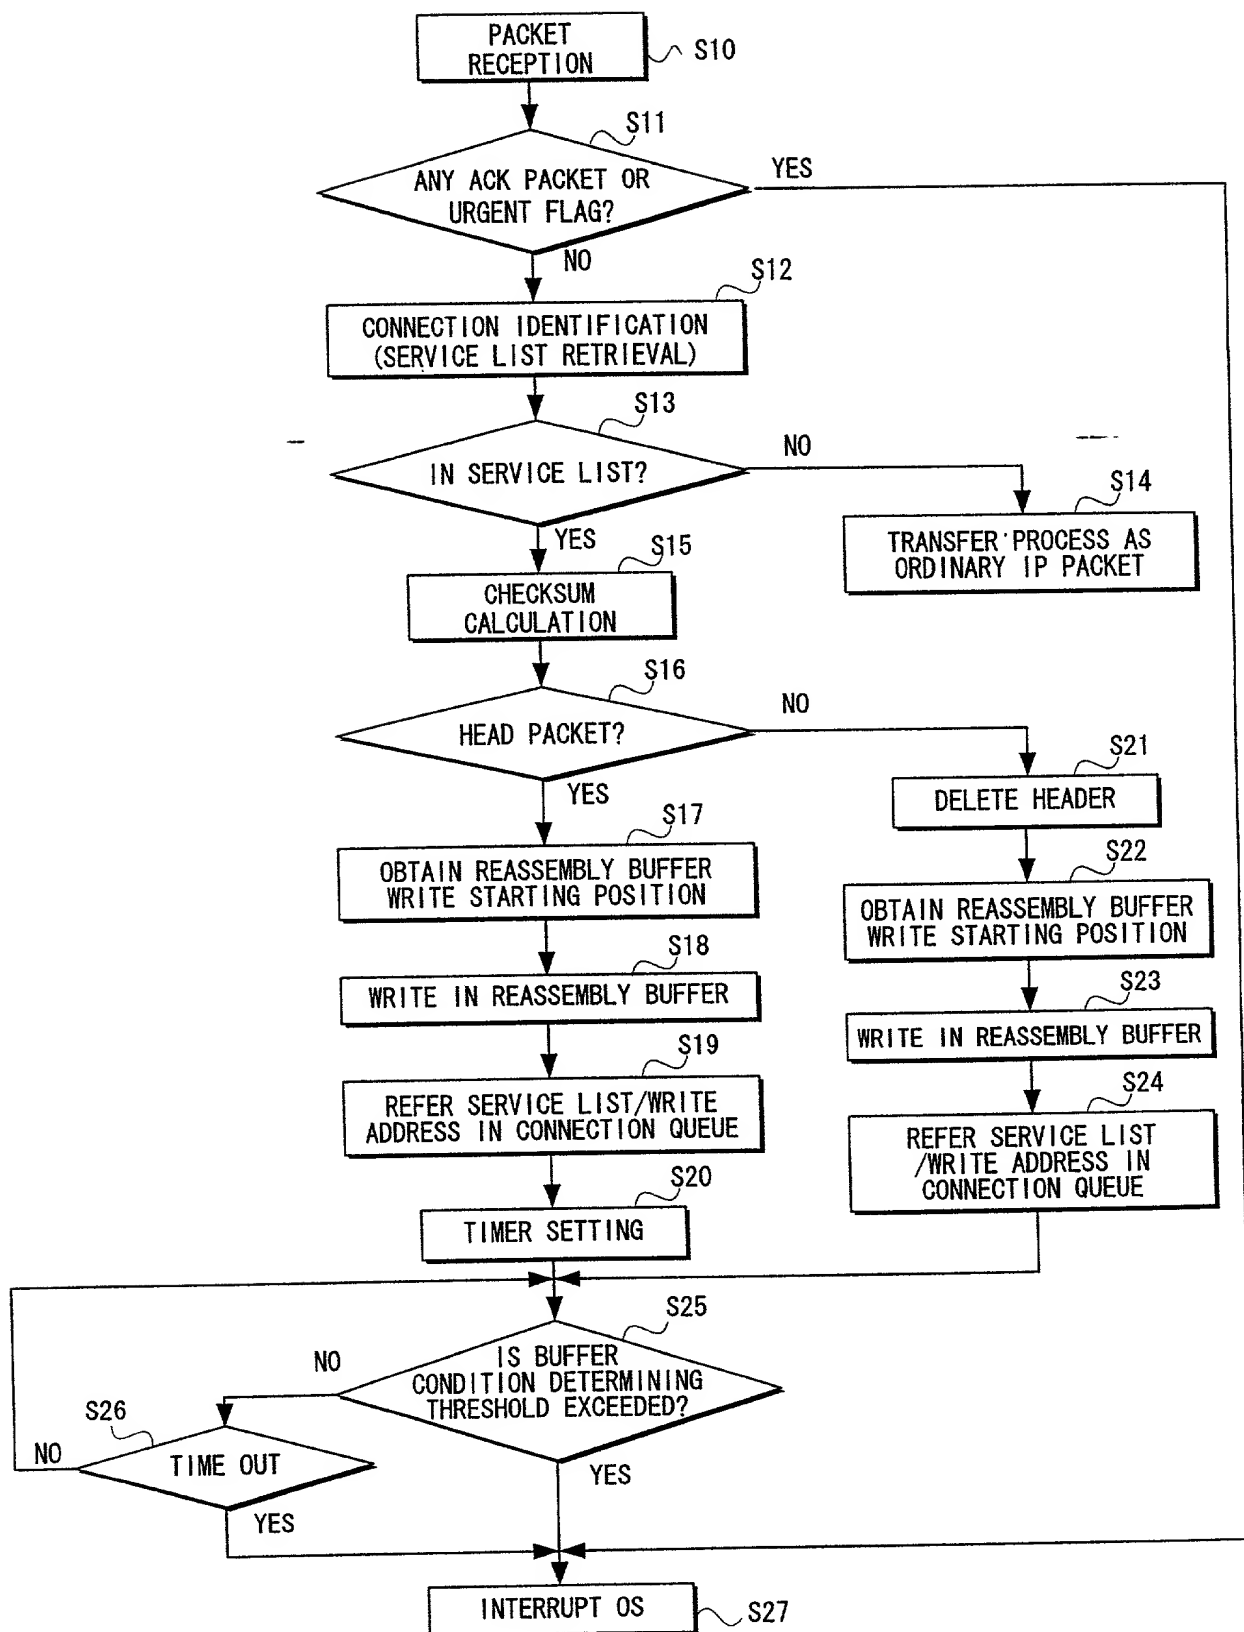 PACKET
RECEPTION
S10
S11
ANY ACK PACKET OR
URGENT FLAG?
YES
NO
S12
CONNECTION IDENTIFICATION
(SERVICE LIST RETRIEVAL)
S13
IN SERVICE LIST?
NO
YES
S14
TRANSFER PROCESS AS
ORDINARY IP PACKET
S15
CHECKSUM
CALCULATION
S16
HEAD PACKET?
NO
YES
S21
DELETE HEADER
S17
OBTAIN REASSEMBLY BUFFER
WRITE STARTING POSITION
S22
OBTAIN REASSEMBLY BUFFER
WRITE STARTING POSITION
S18
WRITE IN REASSEMBLY BUFFER
S23
WRITE IN REASSEMBLY BUFFER
S19
REFER SERVICE LIST/WRITE
ADDRESS IN CONNECTION QUEUE
S24
REFER SERVICE LIST
/WRITE ADDRESS IN
CONNECTION QUEUE
S20
TIMER SETTING
S25
IS BUFFER
CONDITION DETERMINING
THRESHOLD EXCEEDED?
NO
YES
S26
TIME OUT
NO
YES
INTERRUPT OS
S27